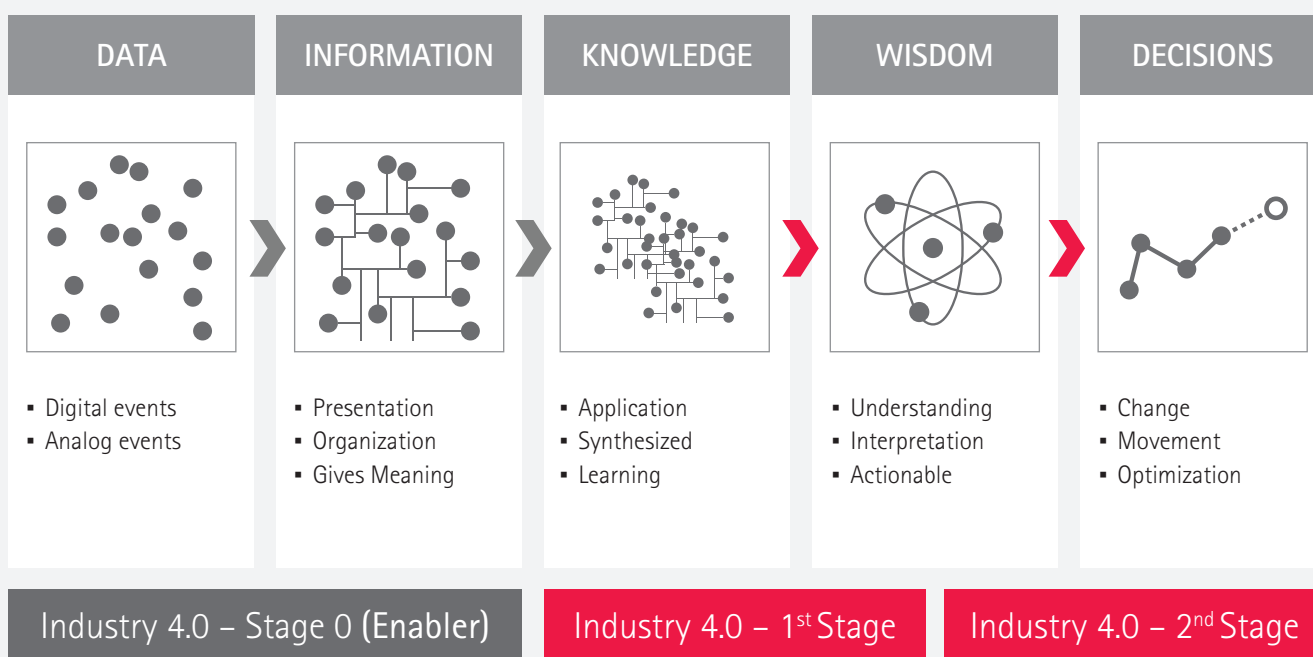 DATA
INFORMATION
KNOWLEDGE
WISDOM
DECISIONS
▪ Digital events
▪ Analog events
▪ Presentation
▪ Organization
▪ Gives Meaning
▪ Application
▪ Synthesized
▪ Learning
▪ Understanding
▪ Interpretation
▪ Actionable
▪ Change
▪ Movement
▪ Optimization
Industry 4.0 – Stage 0 (Enabler)
Industry 4.0 – 1st Stage
Industry 4.0 – 2nd Stage